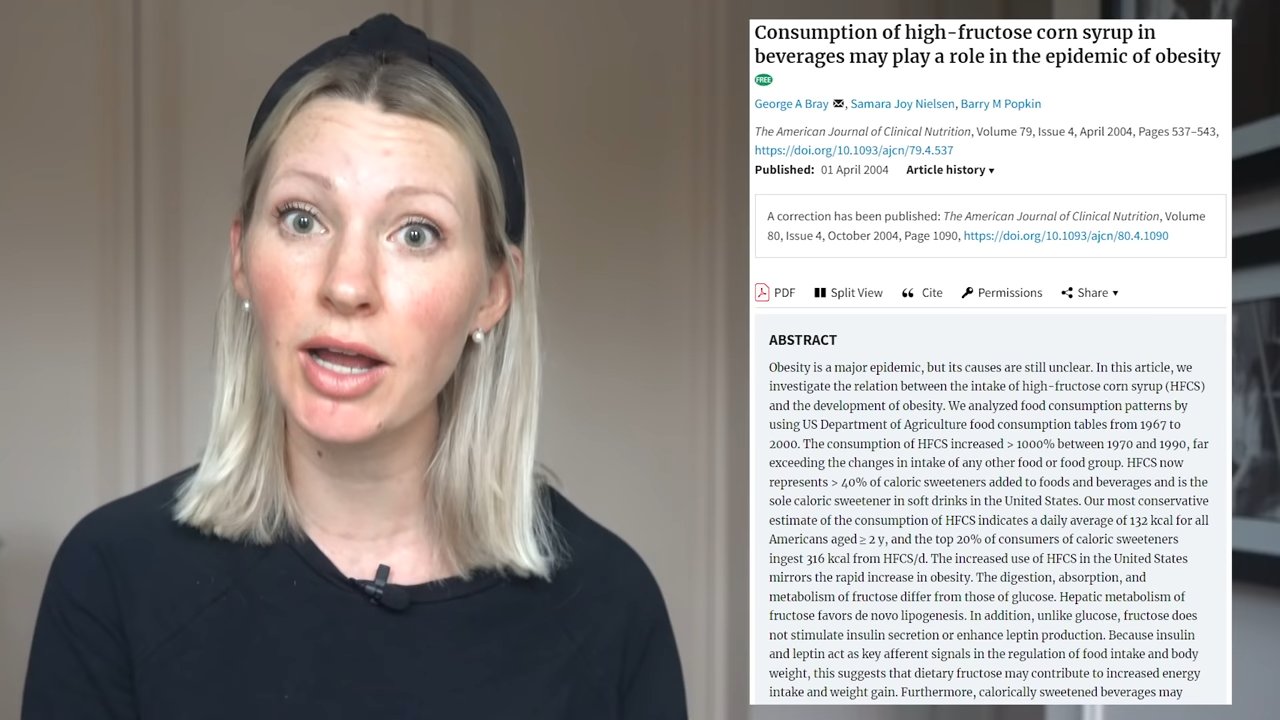 Consumption of high-fructose corn syrup in
beverages may play a role in the epidemic of obesity
FREE
George A Bray, Samara Joy Nielsen, Barry M Popkin
The American Journal of Clinical Nutrition, Volume 79, Issue 4, April 2004, Pages 537–543,
https://doi.org/10.1093/ajcn/79.4.537
Published: 01 April 2004 Article history
A correction has been published: The American Journal of Clinical Nutrition, Volume
80, Issue 4, October 2004, Page 1090, https://doi.org/10.1093/ajcn/80.4.1090
PDF Split View Cite Permissions Share
ABSTRACT
Obesity is a major epidemic, but its causes are still unclear. In this article, we
investigate the relation between the intake of high-fructose corn syrup (HFCS)
and the development of obesity. We analyzed food consumption patterns by
using US Department of Agriculture food consumption tables from 1967 to
2000. The consumption of HFCS increased > 1000% between 1970 and 1990, far
exceeding the changes in intake of any other food or food group. HFCS now
represents > 40% of caloric sweeteners added to foods and beverages and is the
sole caloric sweetener in soft drinks in the United States. Our most conservative
estimate of the consumption of HFCS indicates a daily average of 132 kcal for all
Americans aged ≥ 2 y, and the top 20% of consumers of caloric sweeteners
ingest 316 kcal from HFCS/d. The increased use of HFCS in the United States
mirrors the rapid increase in obesity. The digestion, absorption, and
metabolism of fructose differ from those of glucose. Hepatic metabolism of
fructose favors de novo lipogenesis. In addition, unlike glucose, fructose does
not stimulate insulin secretion or enhance leptin production. Because insulin
and leptin act as key afferent signals in the regulation of food intake and body
weight, this suggests that dietary fructose may contribute to increased energy
intake and weight gain. Furthermore, calorically sweetened beverages may